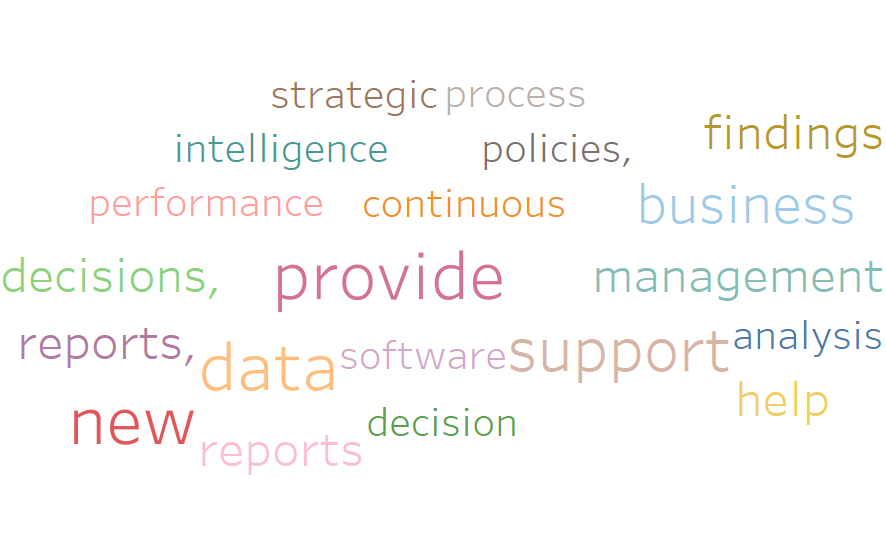 strategic process
findings
intelligence policies,
performance continuous business
decisions, provide management
reports, data software support analysis
new reports decision help